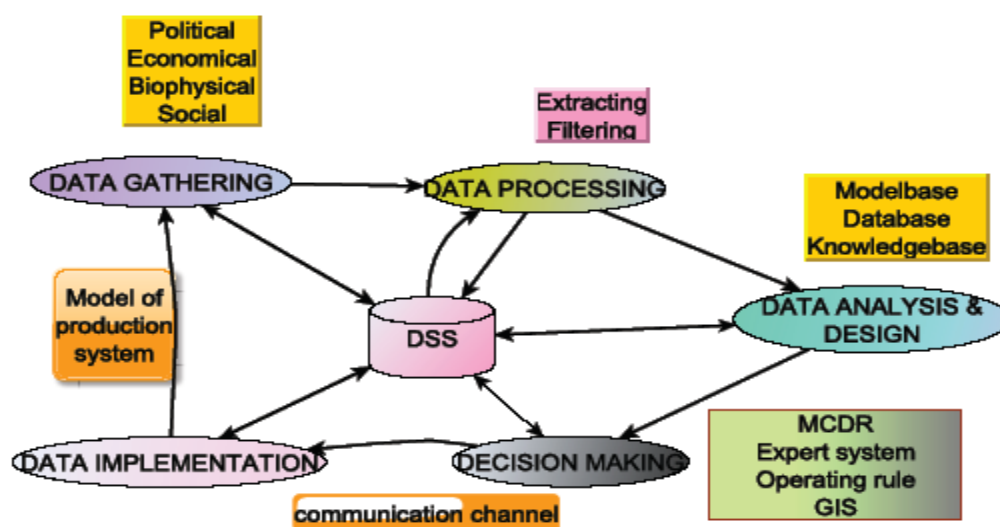 Political
Economical
Biophysical
Social
Extracting
Filtering
DATA GATHERING
DATA PROCESSING
Modelbase
Database
Knowledgebase
Model of
production
system
DSS
DATA ANALYSIS &
DESIGN
DATA IMPLEMENTATION
DECISION MAKING
MCDR
Expert system
Operating rule
GIS
communication channel